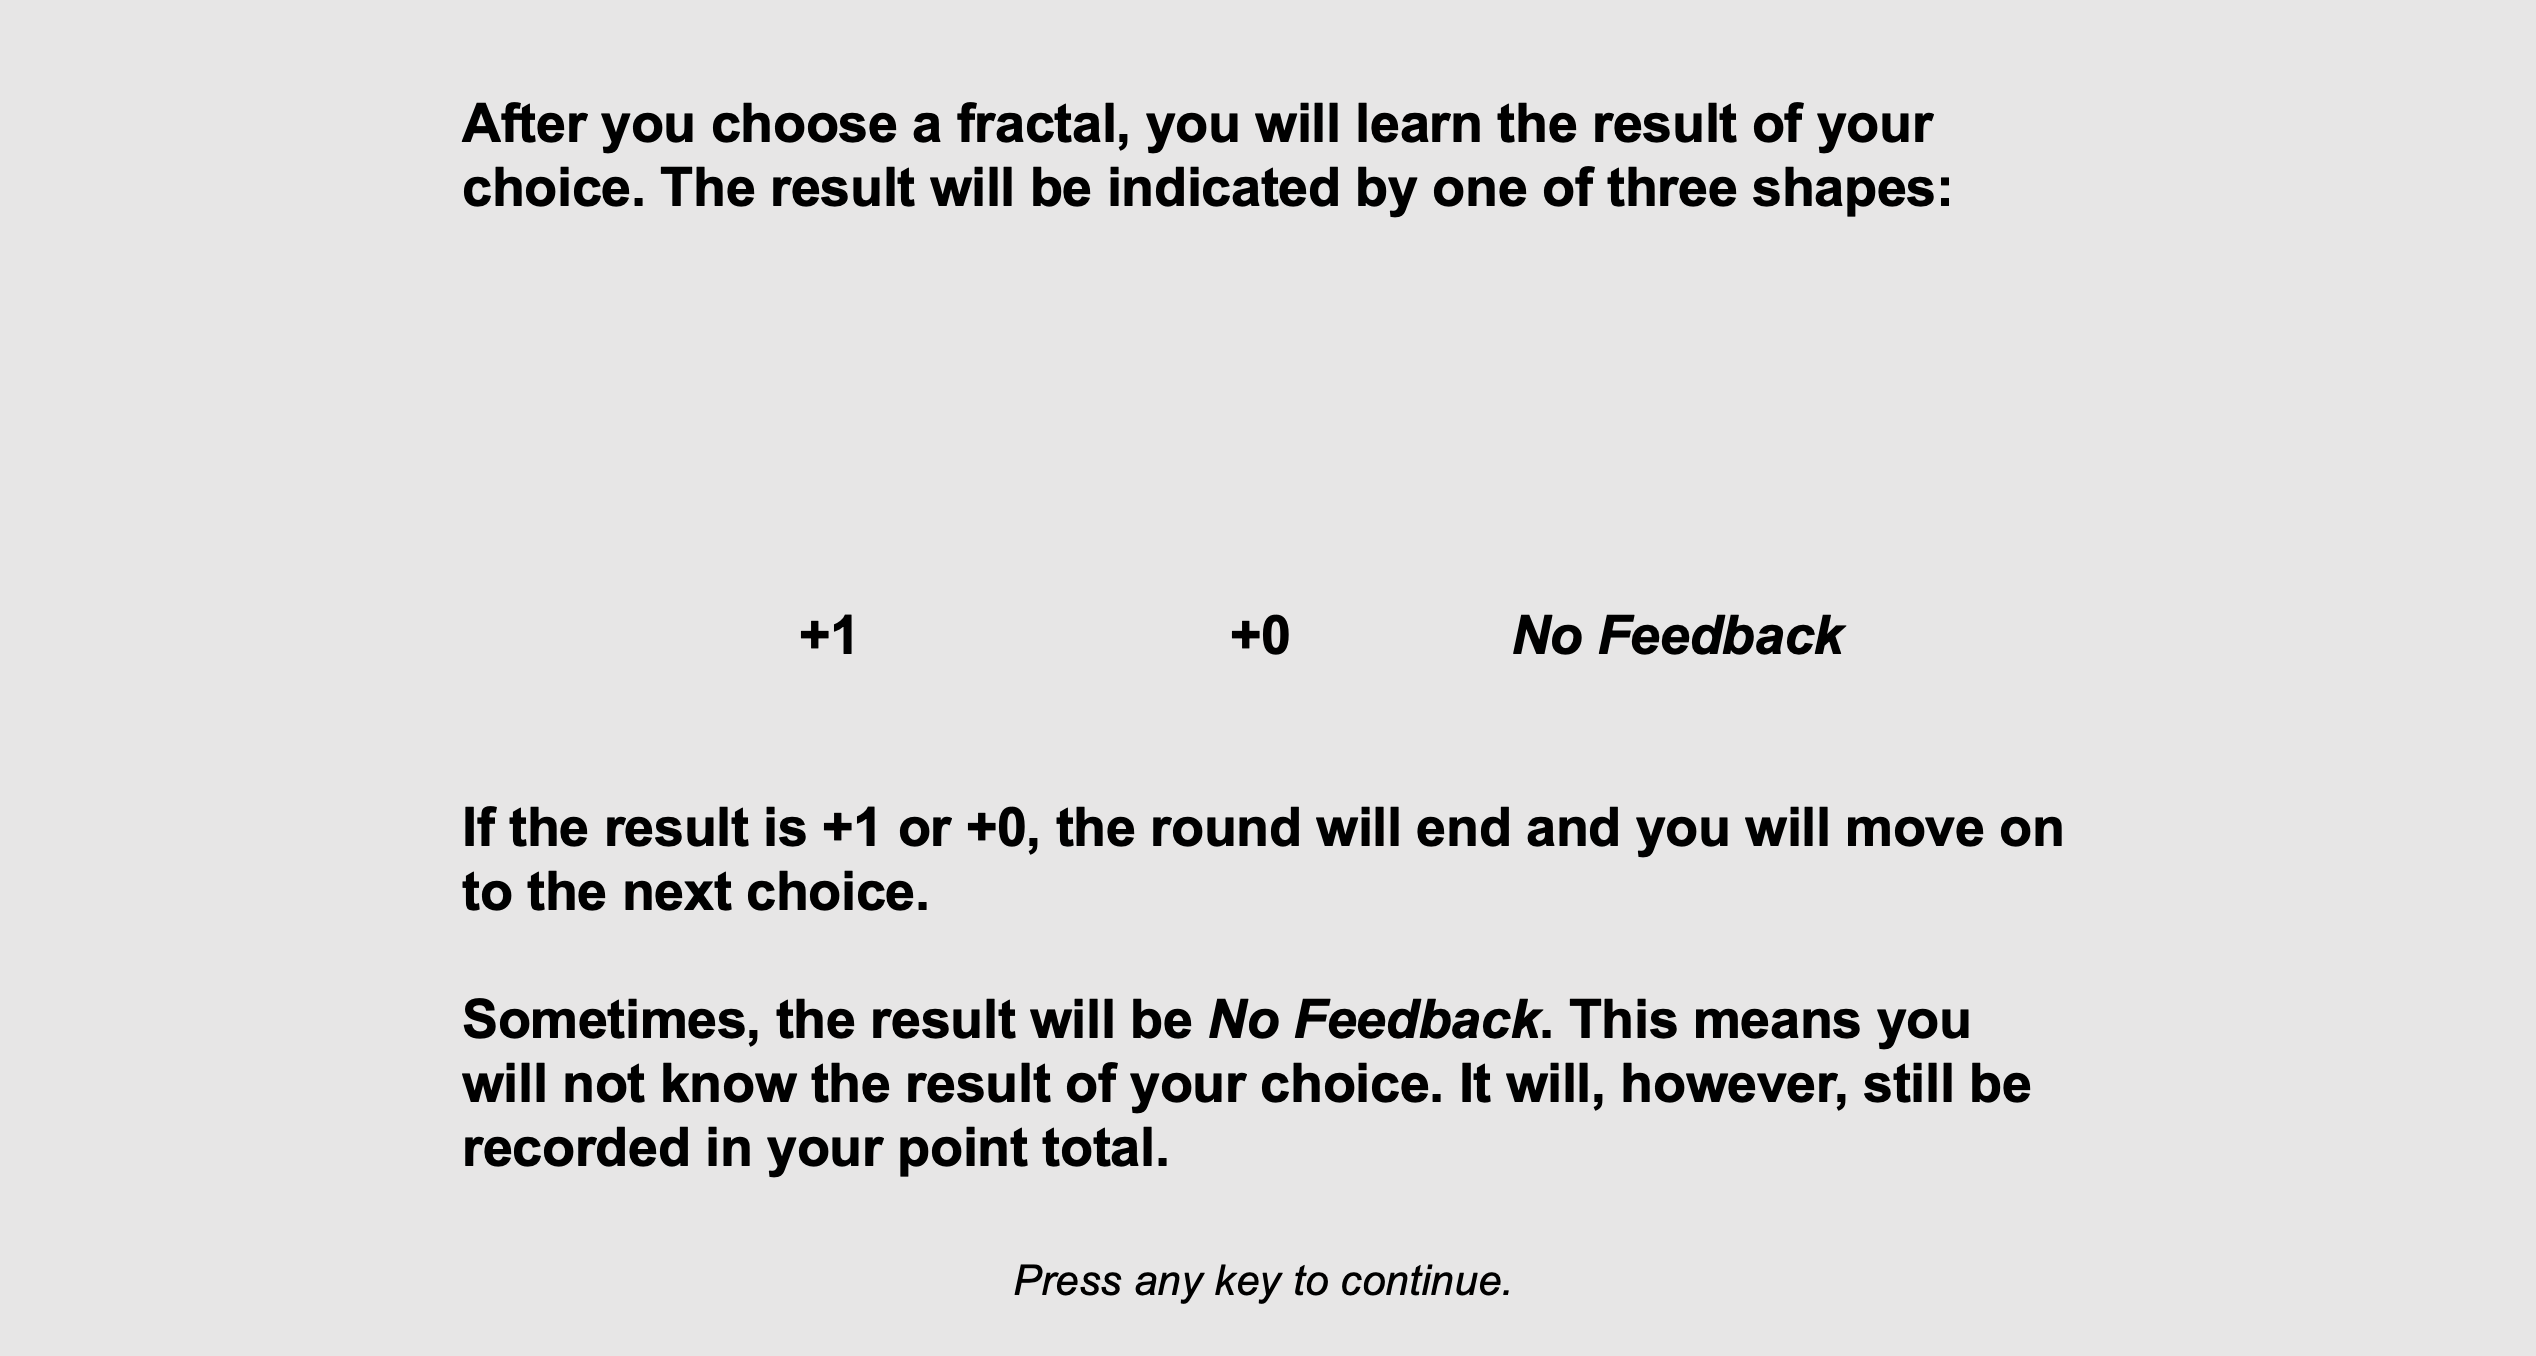 After you choose a fractal, you will learn the result of your
choice. The result will be indicated by one of three shapes:
+1 +0 No Feedback
If the result is +1 or +0, the round will end and you will move on
to the next choice.
Sometimes, the result will be No Feedback. This means you
will not know the result of your choice. It will, however, still be
recorded in your point total.
Press any key to continue.